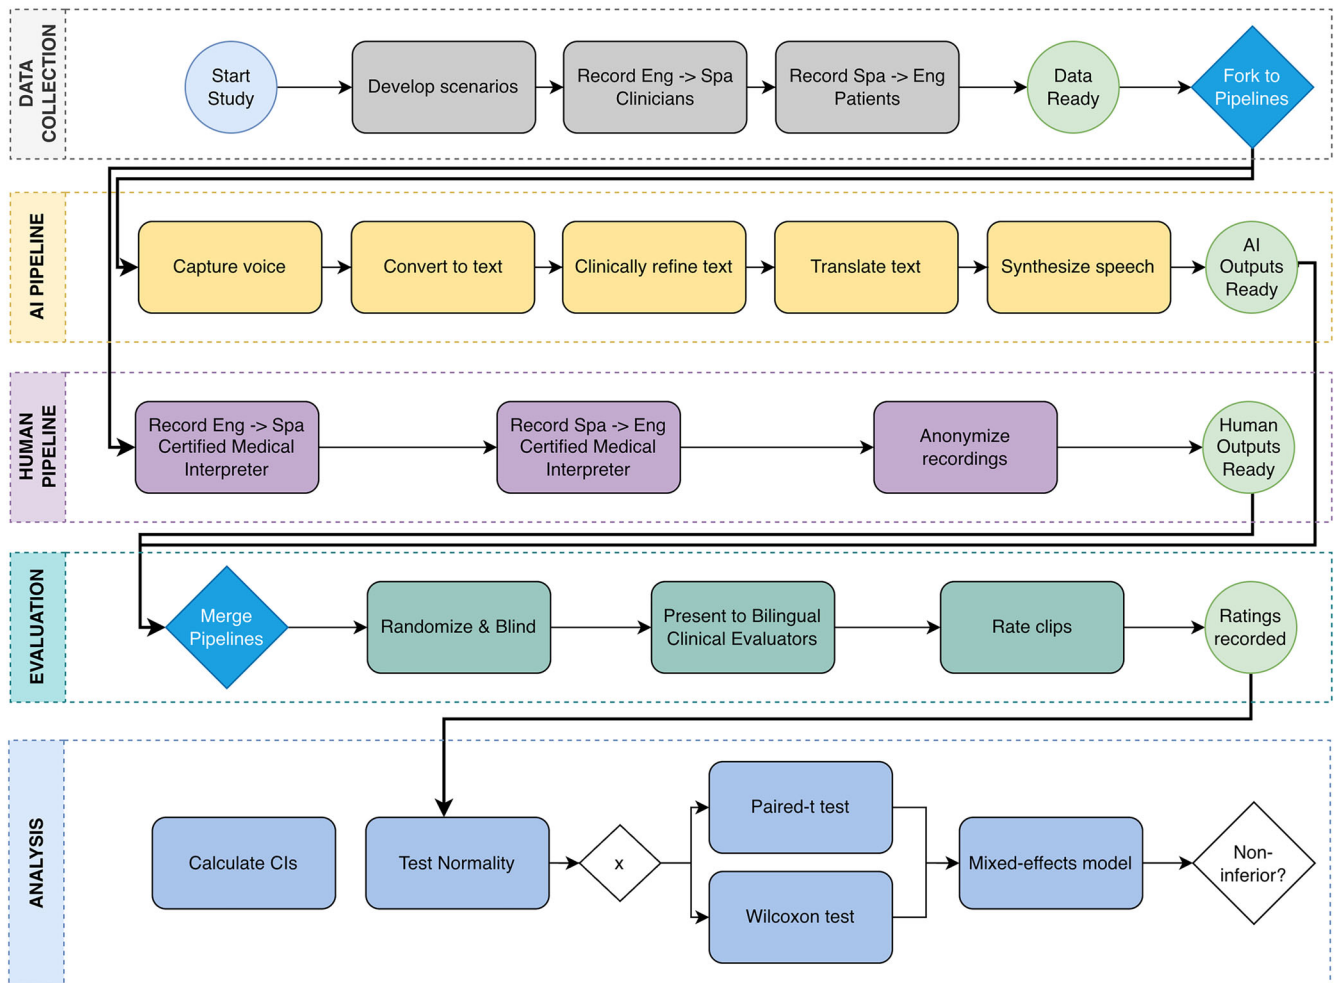 DATA
COLLECTION
Start
Study
Develop scenarios
Record Eng -> Spa
Clinicians
Record Spa -> Eng
Patients
Data
Ready
Fork to
Pipelines
AI PIPELINE
Capture voice
Convert to text
Clinically refine text
Translate text
Synthesize speech
AI
Outputs
Ready
HUMAN
PIPELINE
Record Eng -> Spa
Certified Medical
Interpreter
Record Spa -> Eng
Certified Medical
Interpreter
Anonymize
recordings
Human
Outputs
Ready
EVALUATION
Merge
Pipelines
Randomize & Blind
Present to Bilingual
Clinical Evaluators
Rate clips
Ratings
recorded
ANALYSIS
Calculate CIs
Test Normality
x
Paired-t test
Wilcoxon test
Mixed-effects model
Non-
inferior?